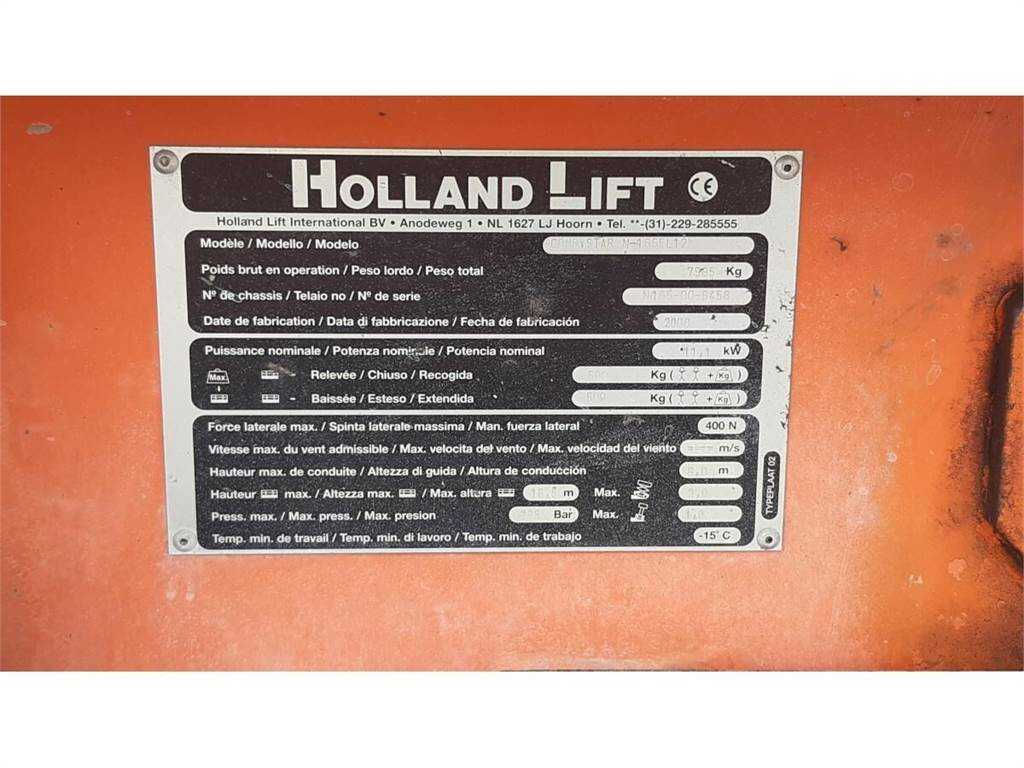 HOLLAND LIFT CE
Holland Lift International BV • Anodeweg 1 • NL 1627 LJ Hoorn • Tel. **-(31)-229-285555
Modèle / Modello / Modelo
Poids brut en operation / Peso lordo / Peso total 7995 Kg
Nº de chassis / Telaio no / Nº de serie
Date de fabrication / Data di fabbricazione / Fecha de fabricación
Puissance nominale / Potenza nominale / Potencia nominal kW
Max. - Relevée / Chiuso / Recogida Kg ( + Kg )
+ - Baissée / Esteso / Extendida Kg ( + Kg )
Force laterale max. / Spinta laterale massima / Man. fuerza lateral 400 N
Vitesse max. du vent admissible / Max. velocita del vento / Max. velocidad del viento m/s
Hauteur max. de conduite / Altezza di guida / Altura de conducción m
Hauteur max. / Altezza max. / Max. altura m Max. °
Press. max. / Max. press. / Max. presion Bar Max. °
Temp. min. de travail / Temp. min. di lavoro / Temp. min. de trabajo -15° C
TYPEPLAAT 02